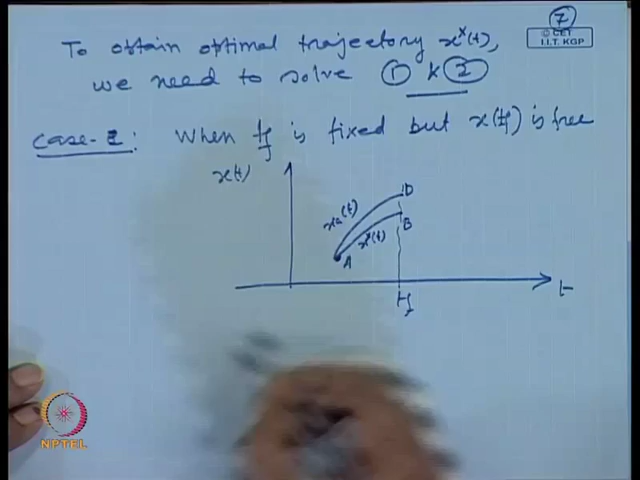 7
© CET
I.I.T. KGP
To obtain optimal trajectory x*(t),
we need to solve ① & ②
Case-2: When tf is fixed but x(tf) is free
x(t)
D
xa(t)
x*(t)
B
A
tf
t
NPTEL